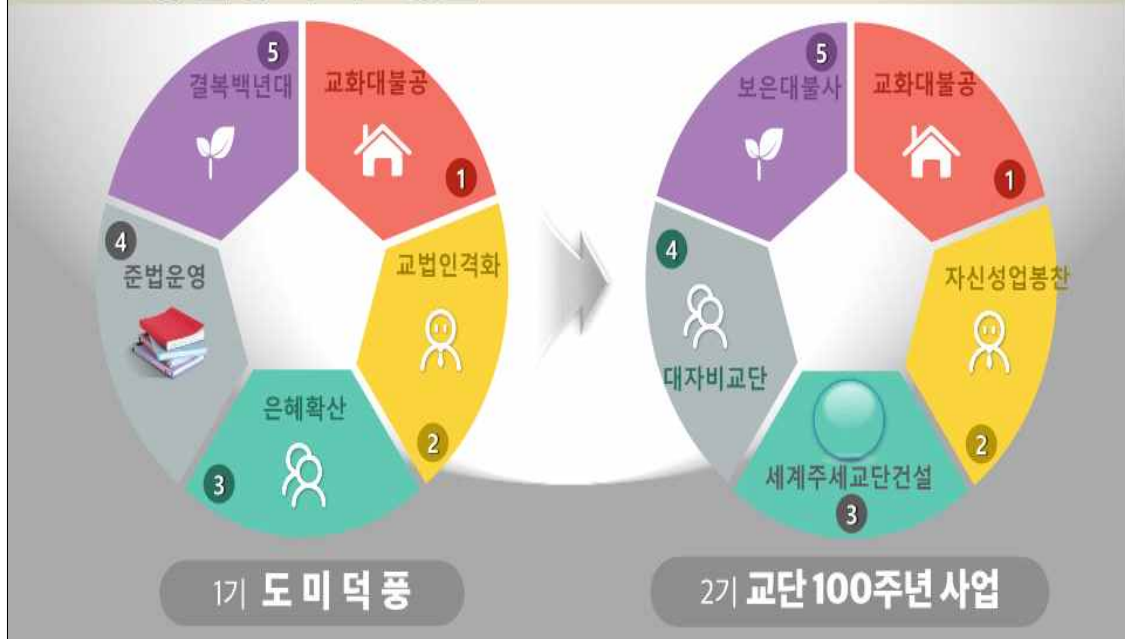 5
결복백년대
교화대불공
1
4
준법운영
교법인격화
2
은혜확산
3
1기 도미덕풍
5
보은대불사
교화대불공
1
4
대자비교단
자신성업봉찬
2
세계주세교단건설
3
2기 교단 100주년 사업